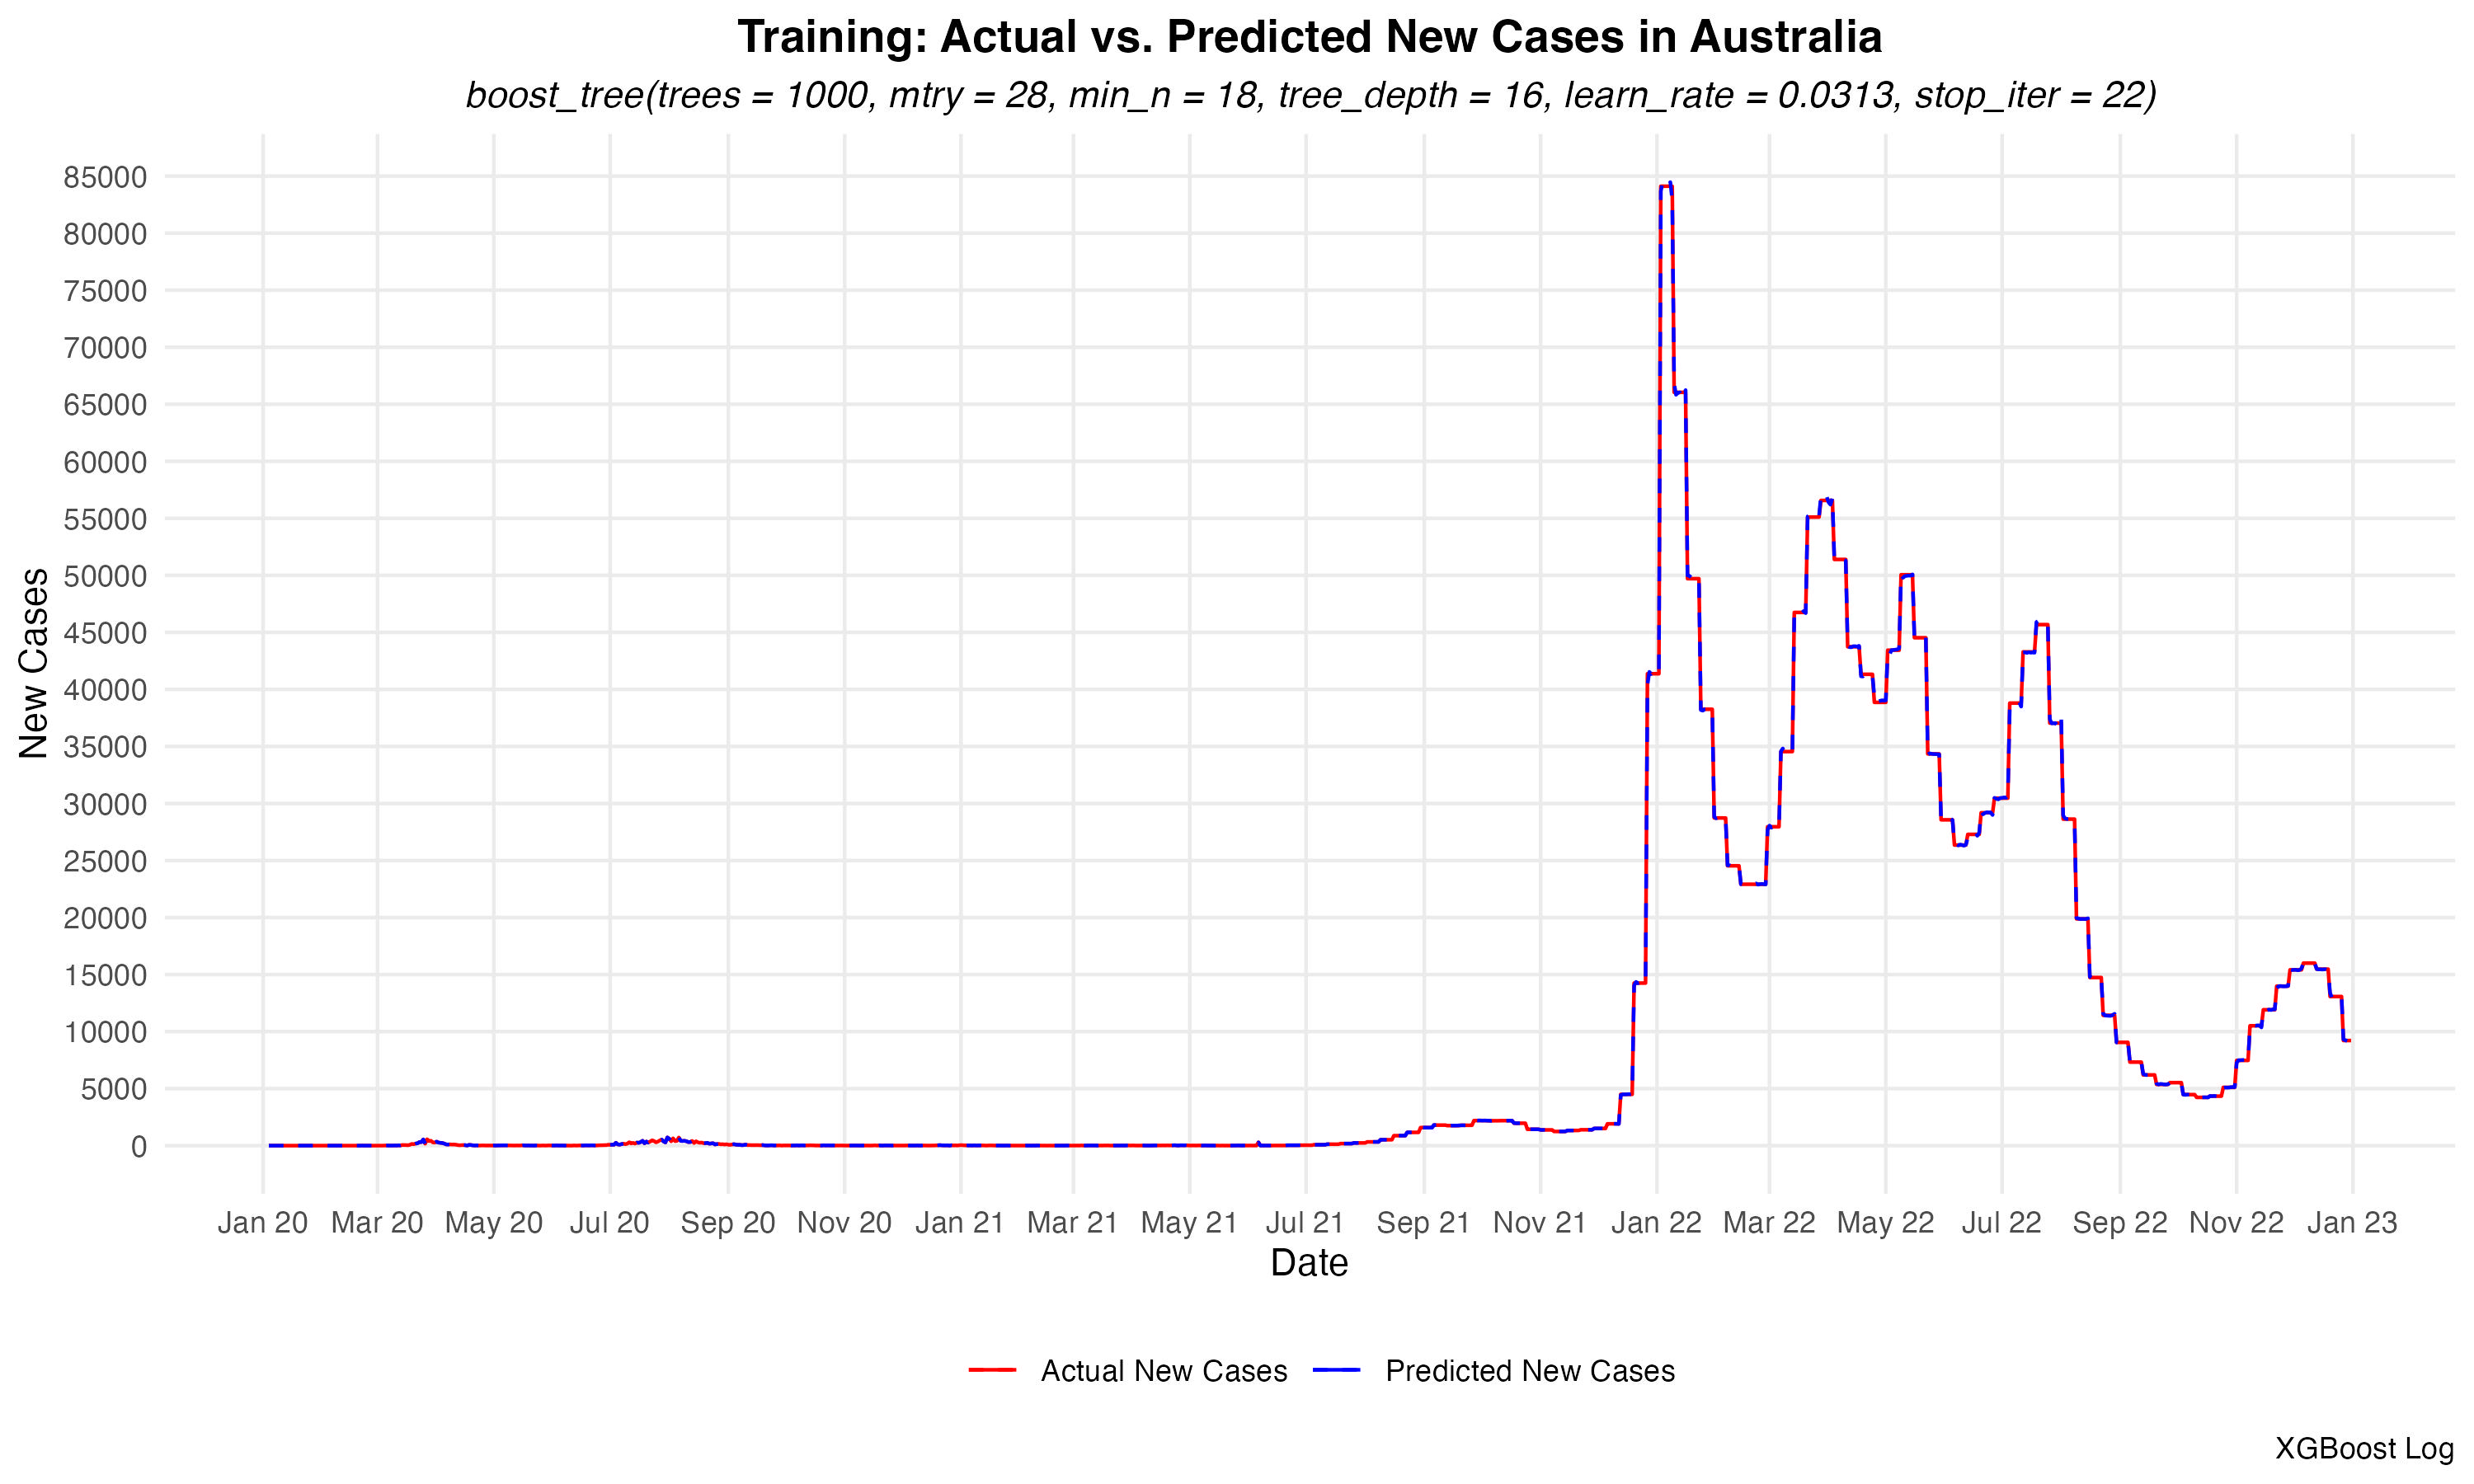 Training: Actual vs. Predicted New Cases in Australia
boost_tree(trees = 1000, mtry = 28, min_n = 18, tree_depth = 16, learn_rate = 0.0313, stop_iter = 22)
New Cases
85000
80000
75000
70000
65000
60000
55000
50000
45000
40000
35000
30000
25000
20000
15000
10000
5000
0
Jan 20 Mar 20 May 20 Jul 20 Sep 20 Nov 20 Jan 21 Mar 21 May 21 Jul 21 Sep 21 Nov 21 Jan 22 Mar 22 May 22 Jul 22 Sep 22 Nov 22 Jan 23
Date
Actual New Cases Predicted New Cases
XGBoost Log